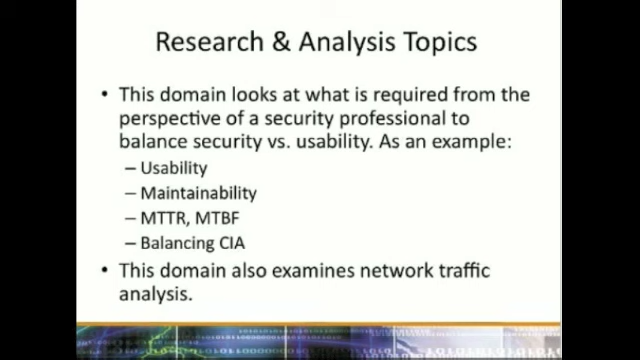 Research & Analysis Topics
• This domain looks at what is required from the
perspective of a security professional to
balance security vs. usability. As an example:
– Usability
– Maintainability
– MTTR, MTBF
– Balancing CIA
• This domain also examines network traffic
analysis.